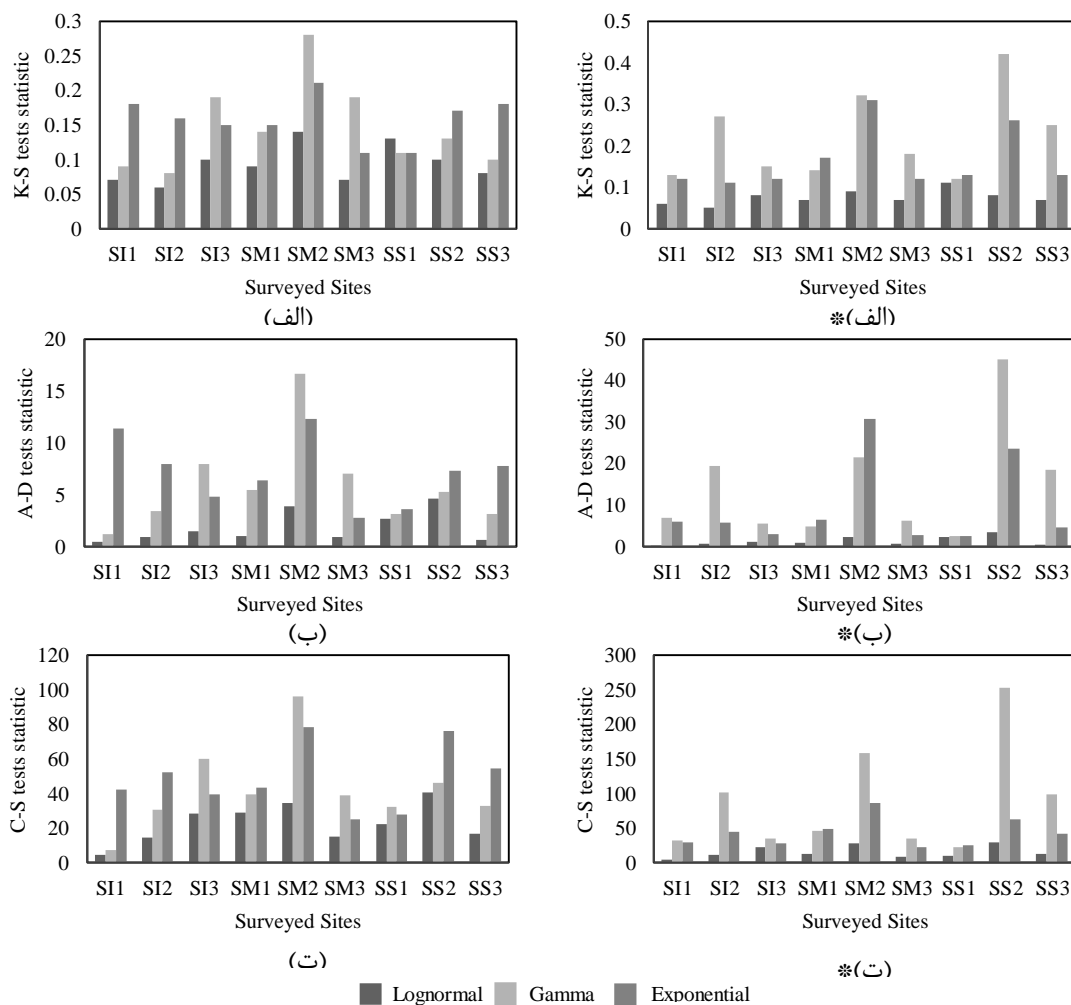 K-S tests statistic
0.3
0.25
0.2
0.15
0.1
0.05
0
SI1 SI2 SI3 SM1 SM2 SM3 SS1 SS2 SS3
Surveyed Sites
(الف)
K-S tests statistic
0.5
0.4
0.3
0.2
0.1
0
SI1 SI2 SI3 SM1 SM2 SM3 SS1 SS2 SS3
Surveyed Sites
*(الف)
A-D tests statistic
20
15
10
5
0
SI1 SI2 SI3 SM1 SM2 SM3 SS1 SS2 SS3
Surveyed Sites
(ب)
A-D tests statistic
50
40
30
20
10
0
SI1 SI2 SI3 SM1 SM2 SM3 SS1 SS2 SS3
Surveyed Sites
*(ب)
C-S tests statistic
120
100
80
60
40
20
0
SI1 SI2 SI3 SM1 SM2 SM3 SS1 SS2 SS3
Surveyed Sites
(ت)
C-S tests statistic
300
250
200
150
100
50
0
SI1 SI2 SI3 SM1 SM2 SM3 SS1 SS2 SS3
Surveyed Sites
*(ت)
Lognormal Gamma Exponential